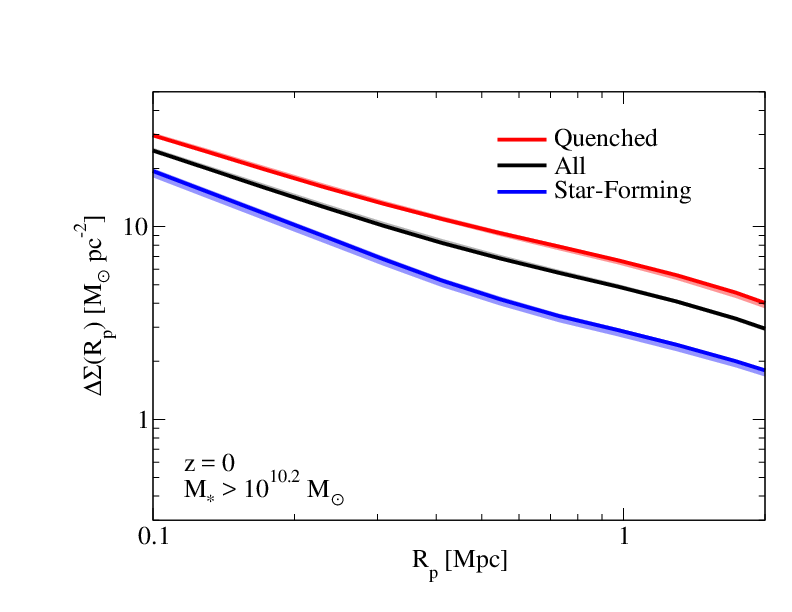 Quenched
All
Star-Forming
10
1
ΔΣ(R_p) [M_⊙ pc^-2]
z = 0
M_* > 10^10.2 M_⊙
0.1
1
R_p [Mpc]